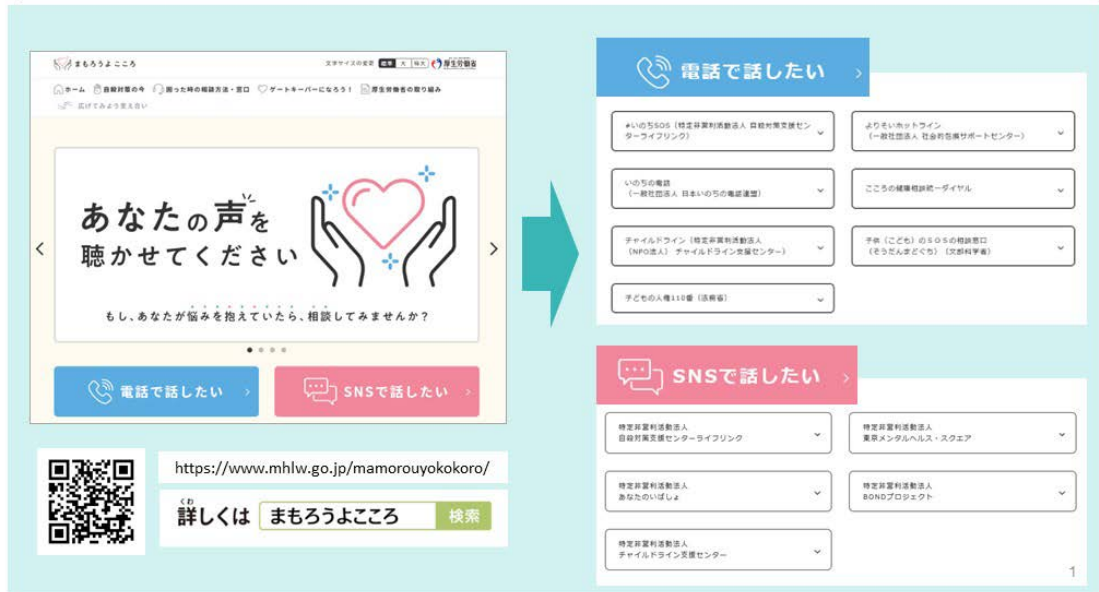 まもろうよ こころ
文字サイズの変更 標準 大 特大 厚生労働省
ホーム 自殺対策の今 困った時の相談方法・窓口 ゲートキーパーになろう！ 厚生労働省の取り組み
広げてみよう支え合い
あなたの声を
聴かせてください
もし、あなたが悩みを抱えていたら、相談してみませんか？
電話で話したい
SNSで話したい
https://www.mhlw.go.jp/mamorouyokokoro/
くわ
詳しくは まもろうよこころ 検索
電話で話したい
#いのちSOS（特定非営利活動法人 自殺対策支援セン
ターライフリンク）
よりそいホットライン
（一般社団法人 社会的包摂サポートセンター）
いのちの電話
（一般社団法人 日本いのちの電話連盟）
こころの健康相談統一ダイヤル
チャイルドライン（特定非営利活動法人
（NPO法人） チャイルドライン支援センター）
子供（こども）のSOSの相談窓口
（そうだんまどぐち）（文部科学省）
子どもの人権110番（法務省）
SNSで話したい
特定非営利活動法人
自殺対策支援センターライフリンク
特定非営利活動法人
東京メンタルヘルス・スクエア
特定非営利活動法人
あなたのいばしょ
特定非営利活動法人
BONDプロジェクト
特定非営利活動法人
チャイルドライン支援センター
1